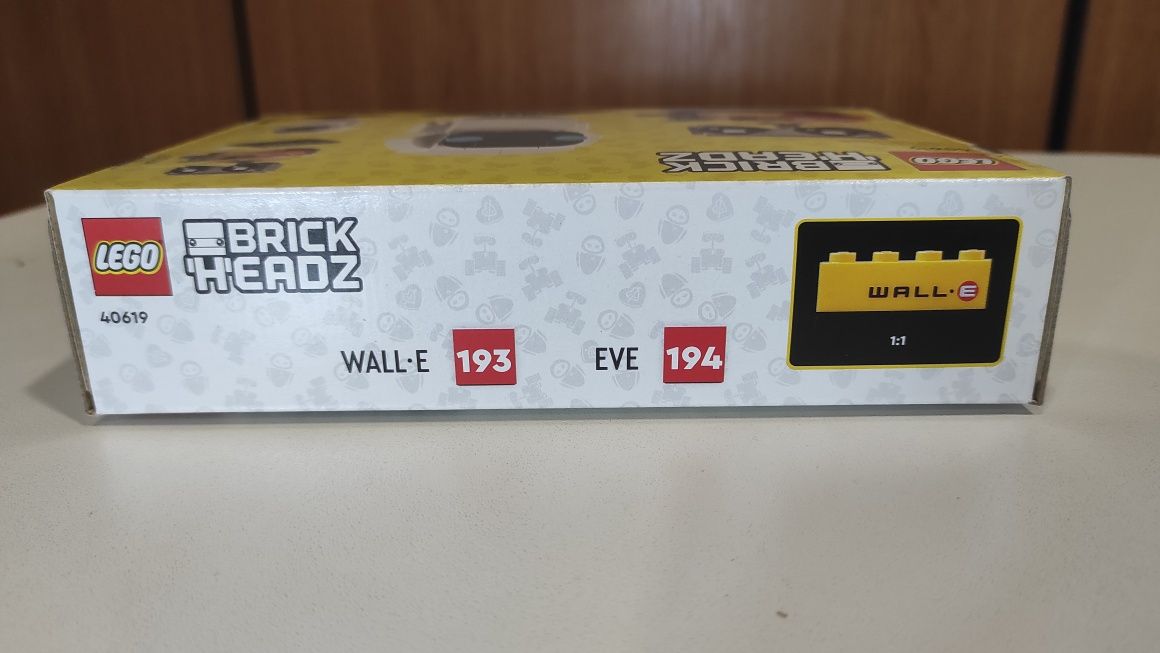 LEGO
BRICK
HEADZ
LEGO
BRICK
HEADZ
40619
WALL•E 193
EVE 194
WALL•E
1:1